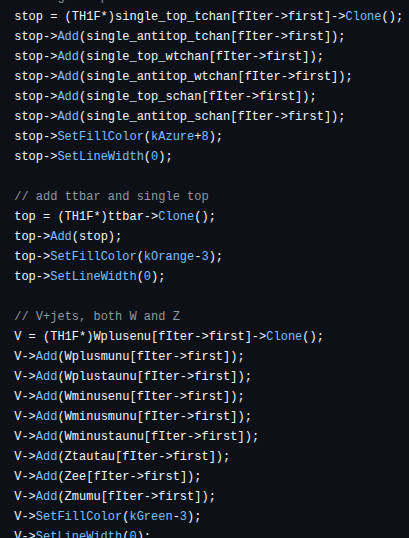 stop = (TH1F*)single_top_tchan[fIter->first]->Clone();
stop->Add(single_antitop_tchan[fIter->first]);
stop->Add(single_top_wtchan[fIter->first]);
stop->Add(single_antitop_wtchan[fIter->first]);
stop->Add(single_top_schan[fIter->first]);
stop->Add(single_antitop_schan[fIter->first]);
stop->SetFillColor(kAzure+8);
stop->SetLineWidth(0);
// add ttbar and single top
top = (TH1F*)ttbar->Clone();
top->Add(stop);
top->SetFillColor(kOrange-3);
top->SetLineWidth(0);
// V+jets, both W and Z
V = (TH1F*)Wplusenu[fIter->first]->Clone();
V->Add(Wplusmunu[fIter->first]);
V->Add(Wplustaunu[fIter->first]);
V->Add(Wminusenu[fIter->first]);
V->Add(Wminusmunu[fIter->first]);
V->Add(Wminustaunu[fIter->first]);
V->Add(Ztautau[fIter->first]);
V->Add(Zee[fIter->first]);
V->Add(Zmumu[fIter->first]);
V->SetFillColor(kGreen-3);
V->SetLineWidth(0);